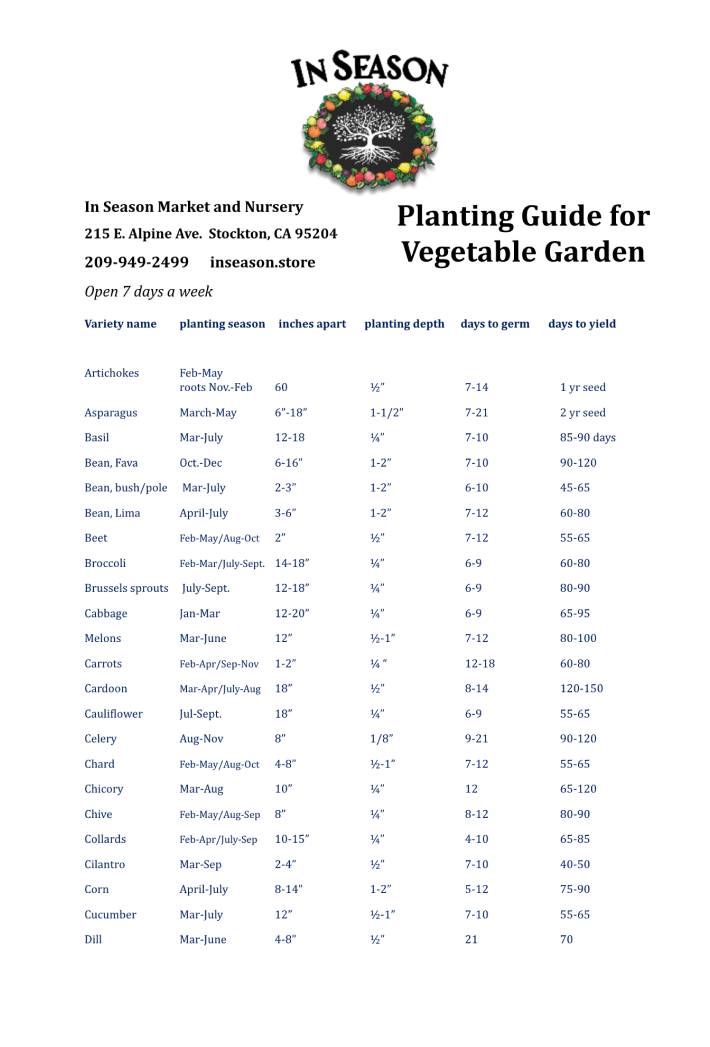 IN SEASON
In Season Market and Nursery
215 E. Alpine Ave.  Stockton, CA 95204
209-949-2499    inseason.store
Open 7 days a week
Planting Guide for
Vegetable Garden
Variety name planting season inches apart planting depth days to germ days to yield
Artichokes Feb-May
roots Nov.-Feb 60 ½” 7-14 1 yr seed
Asparagus March-May 6”-18” 1-1/2” 7-21 2 yr seed
Basil Mar-July 12-18 ¼” 7-10 85-90 days
Bean, Fava Oct.-Dec 6-16” 1-2” 7-10 90-120
Bean, bush/pole Mar-July 2-3” 1-2” 6-10 45-65
Bean, Lima April-July 3-6” 1-2” 7-12 60-80
Beet Feb-May/Aug-Oct 2” ½” 7-12 55-65
Broccoli Feb-Mar/July-Sept. 14-18” ¼” 6-9 60-80
Brussels sprouts July-Sept. 12-18” ¼” 6-9 80-90
Cabbage Jan-Mar 12-20” ¼” 6-9 65-95
Melons Mar-June 12” ½-1” 7-12 80-100
Carrots Feb-Apr/Sep-Nov 1-2” ¼ “ 12-18 60-80
Cardoon Mar-Apr/July-Aug 18” ½” 8-14 120-150
Cauliflower Jul-Sept. 18” ¼” 6-9 55-65
Celery Aug-Nov 8” 1/8” 9-21 90-120
Chard Feb-May/Aug-Oct 4-8” ½-1” 7-12 55-65
Chicory Mar-Aug 10” ¼” 12 65-120
Chive Feb-May/Aug-Sep 8” ¼” 8-12 80-90
Collards Feb-Apr/July-Sep 10-15” ¼” 4-10 65-85
Cilantro Mar-Sep 2-4” ½” 7-10 40-50
Corn April-July 8-14” 1-2” 5-12 75-90
Cucumber Mar-July 12” ½-1” 7-10 55-65
Dill Mar-June 4-8” ½” 21 70